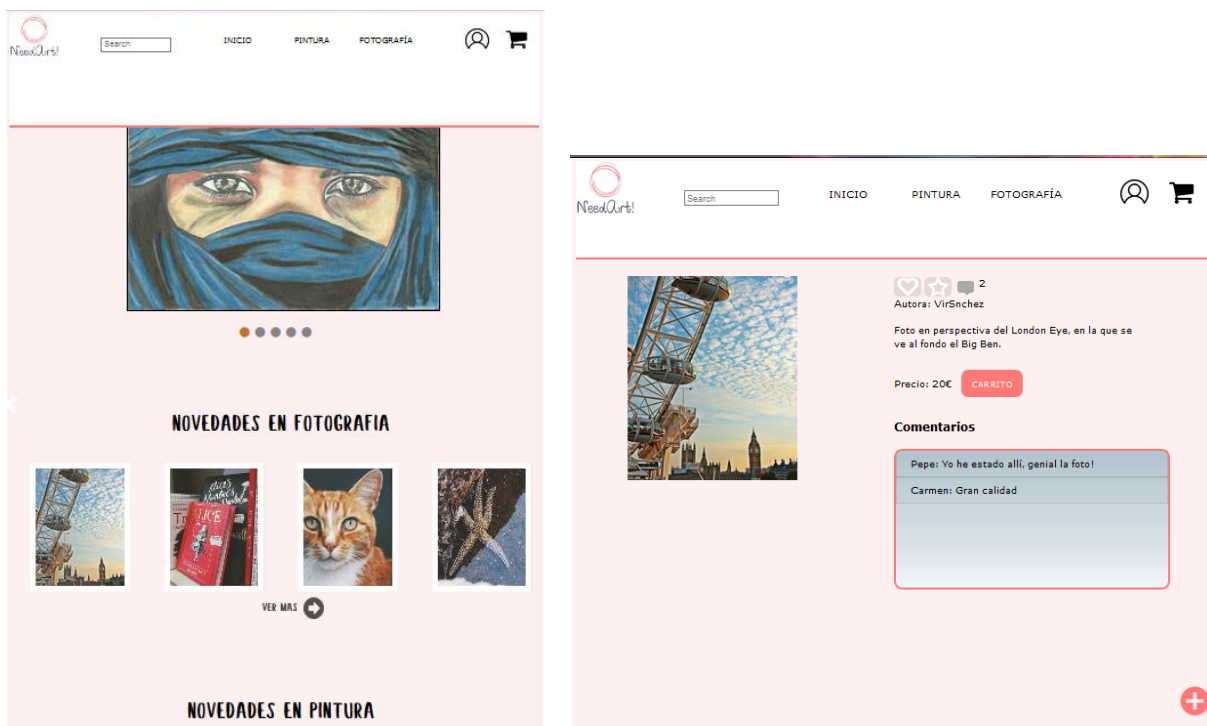 NeedArt!
Search
INICIO
PINTURA
FOTOGRAFÍA
NOVEDADES EN FOTOGRAFIA
ALICE
VER MAS
NOVEDADES EN PINTURA
NeedArt!
Search
INICIO
PINTURA
FOTOGRAFÍA
2
Autora: VirSnchez
Foto en perspectiva del London Eye, en la que se
ve al fondo el Big Ben.
Precio: 20€
CARRITO
Comentarios
Pepe: Yo he estado allí, genial la foto!
Carmen: Gran calidad